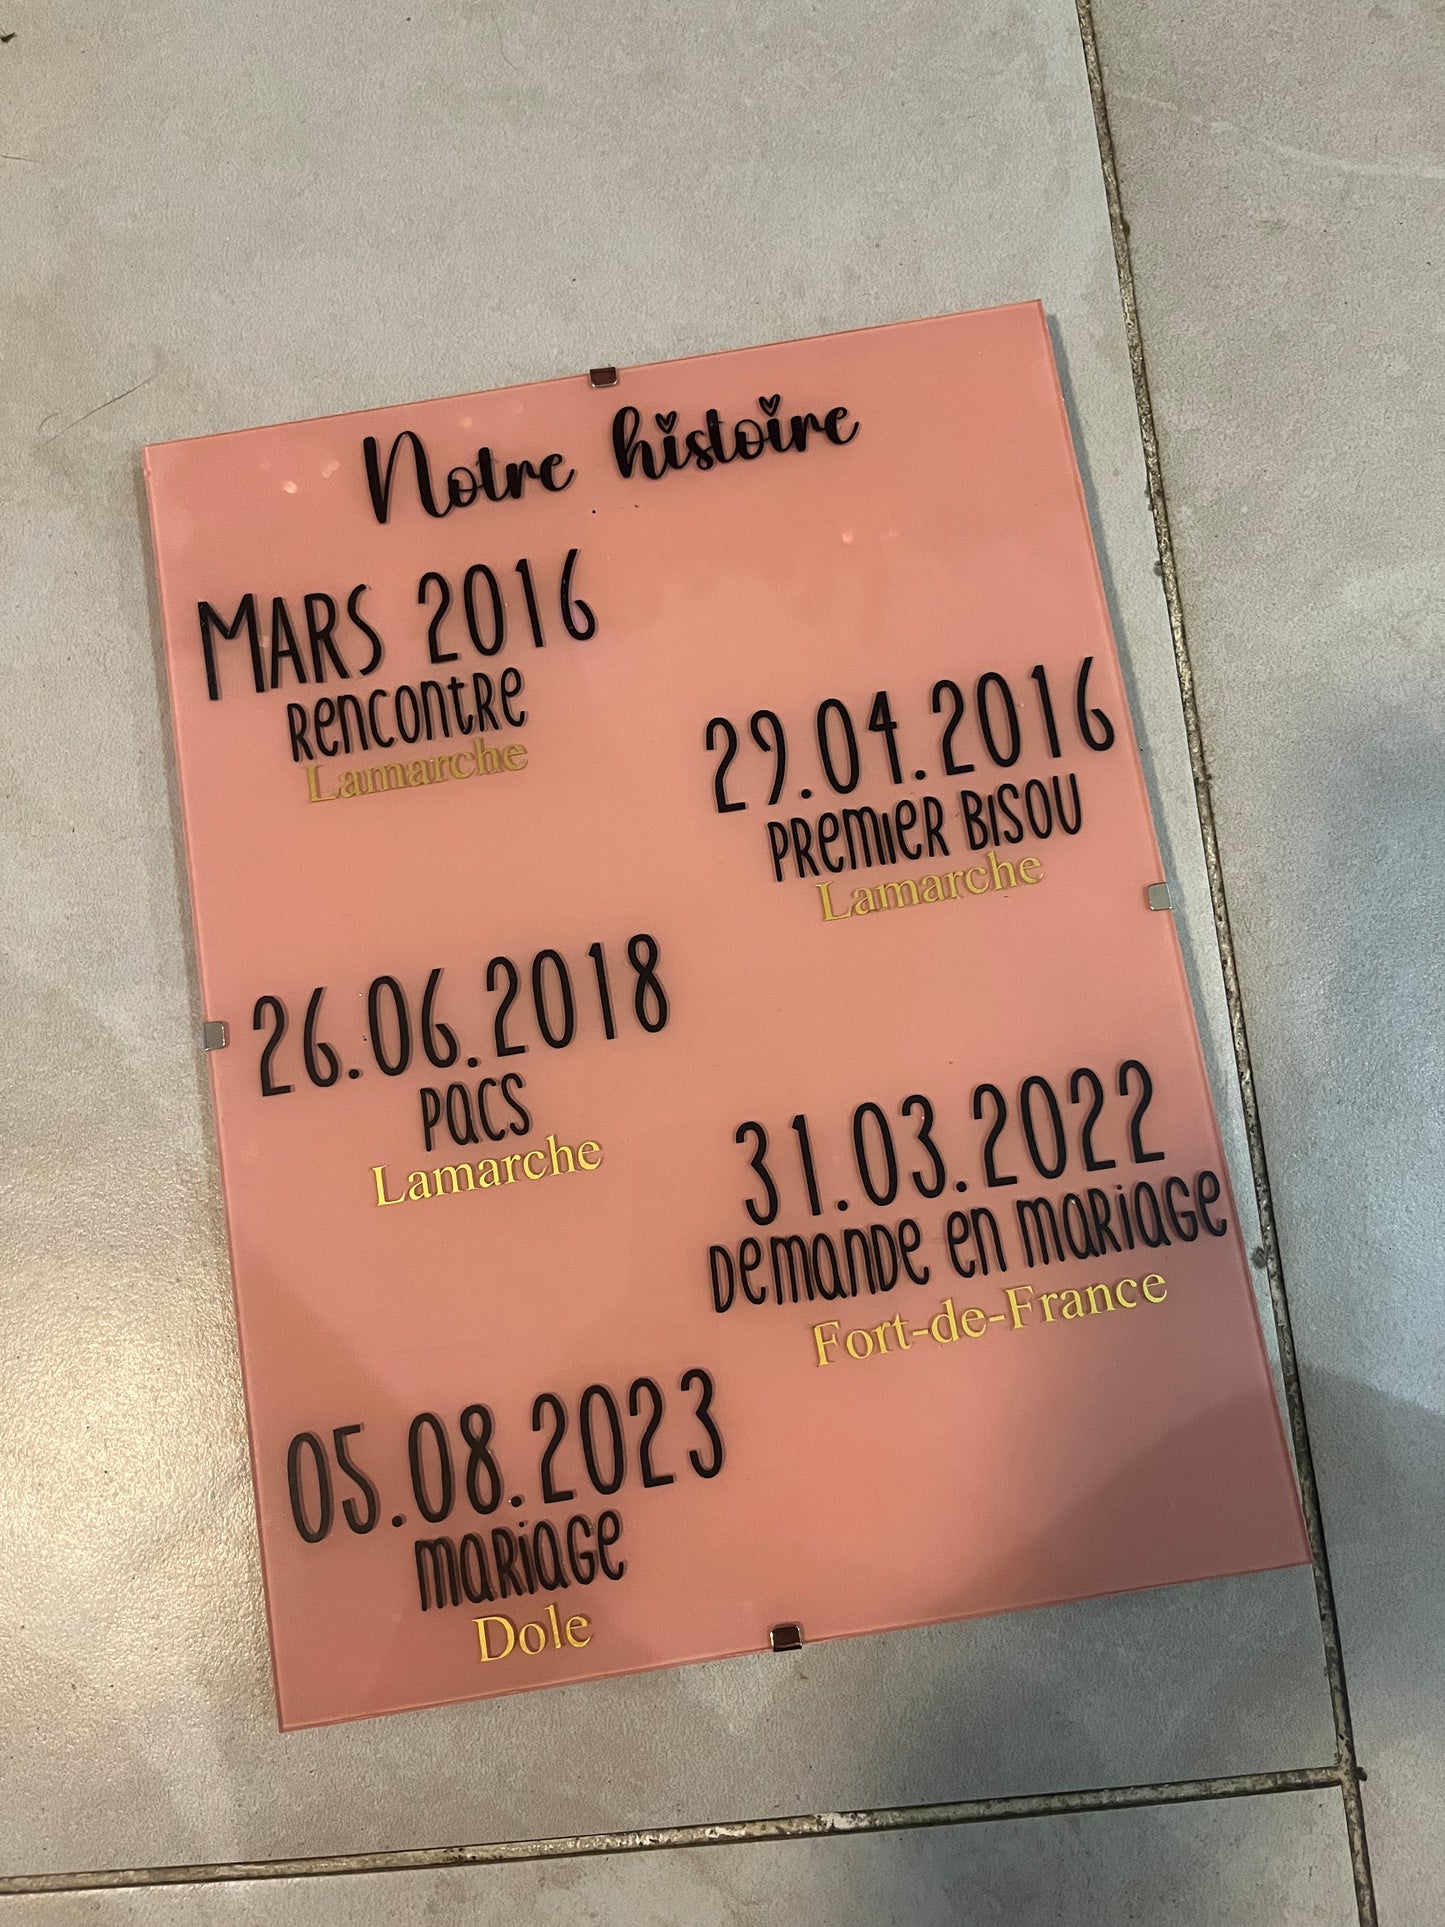 Notre histoire
MARS 2016
Rencontre
Lamarche
29.04.2016
Premier bisou
Lamarche
26.06.2018
Pacs
Lamarche
31.03.2022
Demande en mariage
Fort-de-France
05.08.2023
Mariage
Dole